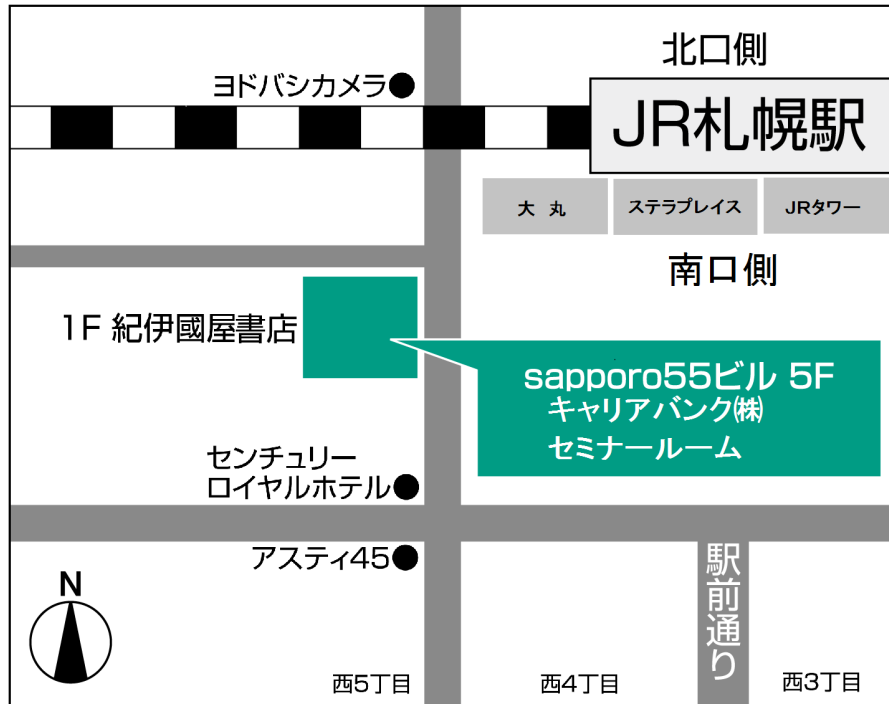 北口側
ヨドバシカメラ
JR札幌駅
大丸
ステラプレイス
JRタワー
南口側
1F 紀伊國屋書店
sapporo55ビル 5F
キャリアバンク㈱
セミナールーム
センチュリー
ロイヤルホテル
アスティ45
駅前通り
N
西5丁目
西4丁目
西3丁目